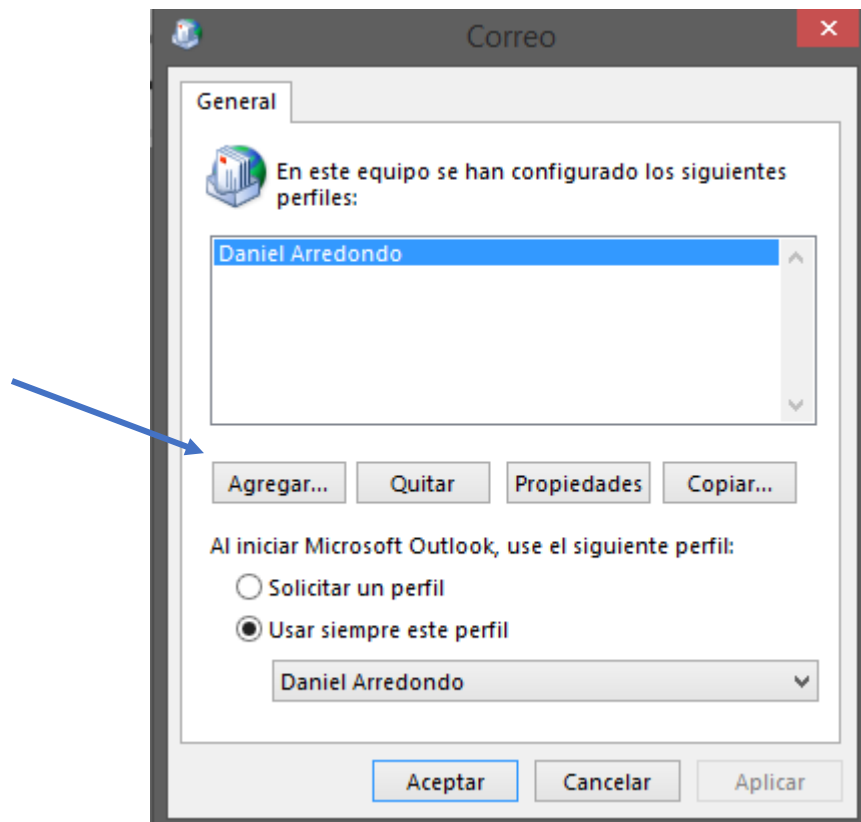 Correo
General
En este equipo se han configurado los siguientes
perfiles:
Daniel Arredondo
Agregar... Quitar Propiedades Copiar...
Al iniciar Microsoft Outlook, use el siguiente perfil:
Solicitar un perfil
Usar siempre este perfil
Daniel Arredondo
Aceptar Cancelar Aplicar